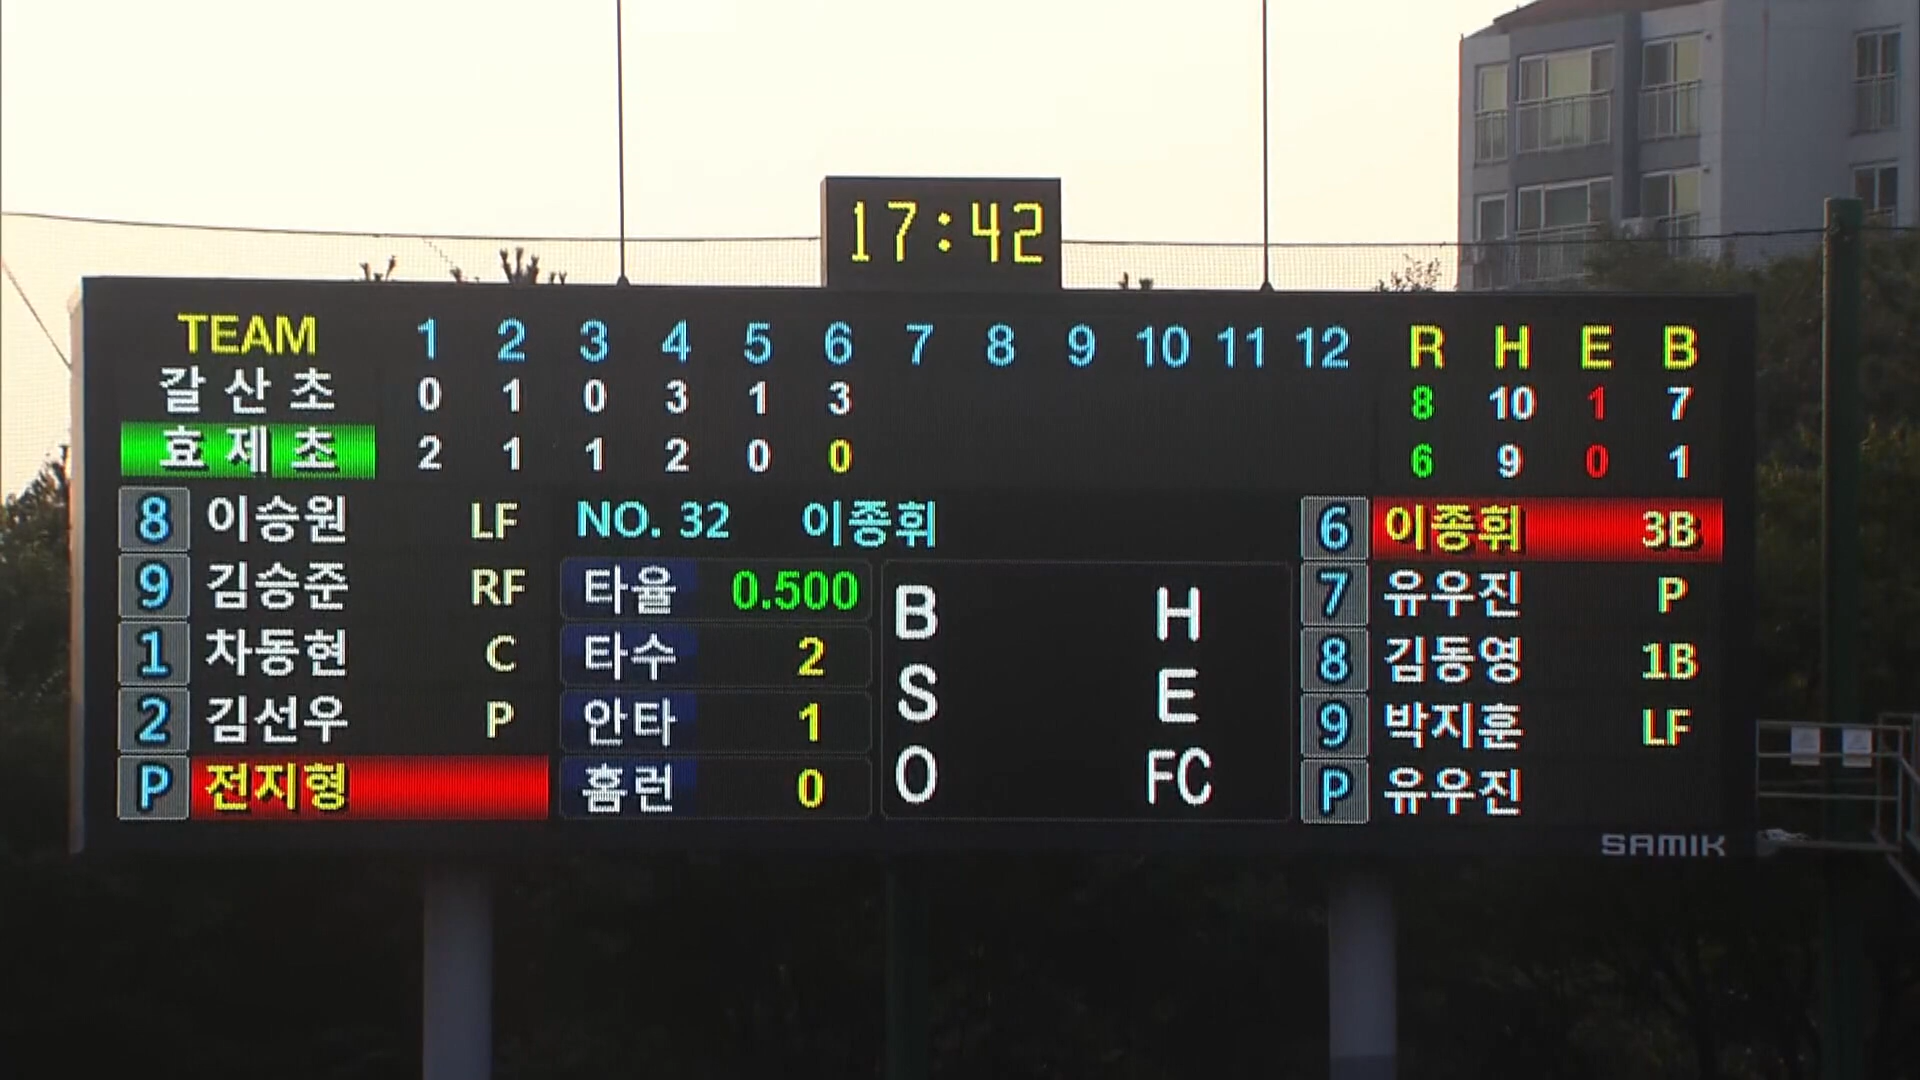 17:42
TEAM 1 2 3 4 5 6 7 8 9 10 11 12 R H E B
갈산초 0 1 0 3 1 3 8 10 1 7
효제초 2 1 1 2 0 0 6 9 0 1
8 이승원 LF
9 김승준 RF
1 차동현 C
2 김선우 P
P 전지형
NO. 32 이종휘
타율 0.500
타수 2
안타 1
홈런 0
B H
S E
O FC
6 이종휘 3B
7 유우진 P
8 김동영 1B
9 박지훈 LF
P 유우진
SAMIK